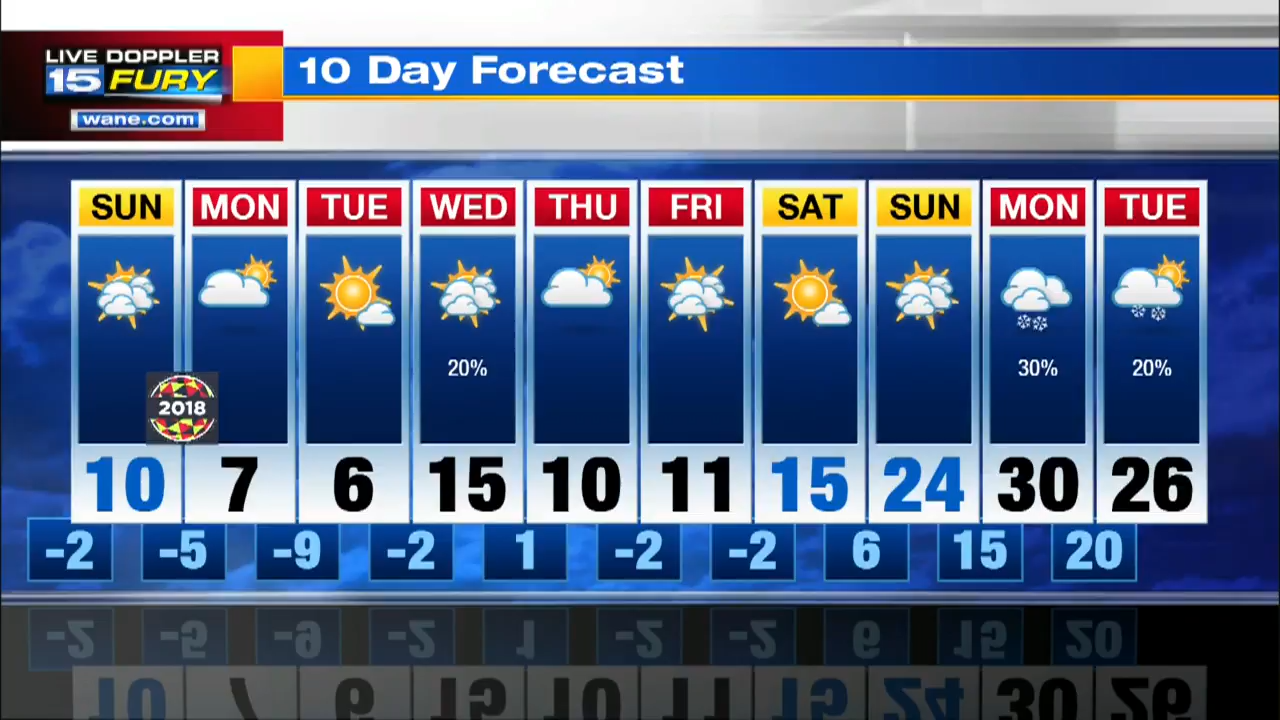 LIVE DOPPLER
15 FURY
wane.com
10 Day Forecast
SUN MON TUE WED THU FRI SAT SUN MON TUE
20% 30% 20%
2018
10 7 6 15 10 11 15 24 30 26
-2 -5 -9 -2 1 -2 -2 6 15 20